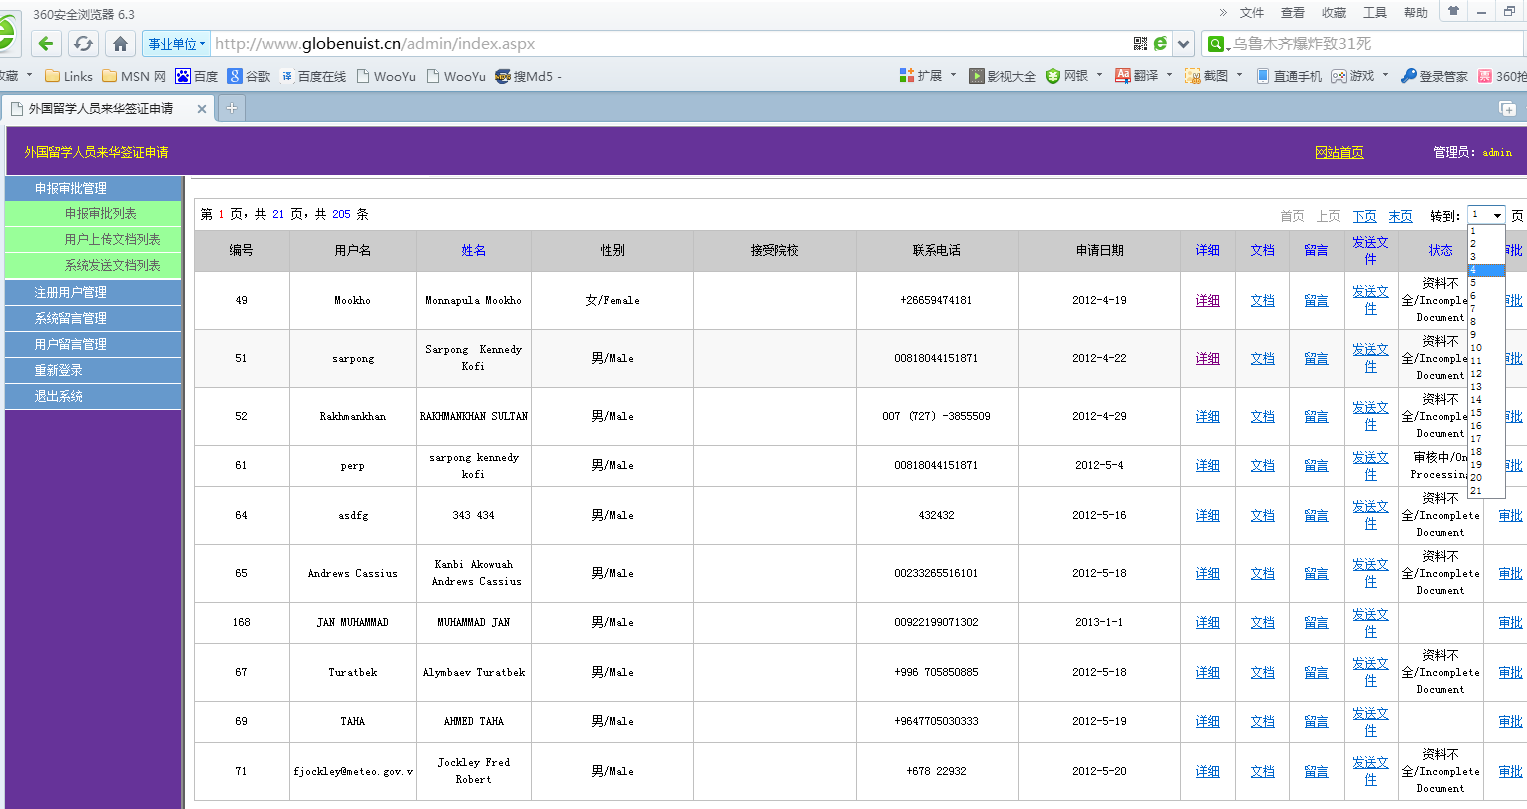 360安全浏览器 6.3
» 文件 查看 收藏 工具 帮助
事业单位 http://www.globenuist.cn/admin/index.aspx
乌鲁木齐爆炸致31死
收藏 Links MSN 网 百度 谷歌 译 百度在线 WooYu WooYu 搜Md5 - 扩展 影视大全 网银 Aa 翻译 截图 直通手机 游戏 登录管家 票 360抢
外国留学人员来华签证申请
外国留学人员来华签证申请 网站首页 管理员: admin
申报审批管理
申报审批列表
用户上传文档列表
系统发送文档列表
注册用户管理
系统留言管理
用户留言管理
重新登录
退出系统
第 1 页，共 21 页，共 205 条 首页 上页 下页 末页 转到: 1 页
编号 用户名 姓名 性别 接受院校 联系电话 申请日期 详细 文档 留言 发送文件 状态 审批
49 Mookho Monnapula Mookho 女/Female +26659474181 2012-4-19 详细 文档 留言 发送文件 资料不全/Incomple Document 审批
51 sarpong Sarpong Kennedy Kofi 男/Male 00818044151871 2012-4-22 详细 文档 留言 发送文件 资料不全/Incomple Document 审批
52 Rakhmankhan RAKHMANKHAN SULTAN 男/Male 007 (727) -3855509 2012-4-29 详细 文档 留言 发送文件 资料不全/Incomple Document 审批
61 perp sarpong kennedy kofi 男/Male 00818044151871 2012-5-4 详细 文档 留言 发送文件 审核中/On Processing 审批
64 asdfg 343 434 男/Male 432432 2012-5-16 详细 文档 留言 发送文件 资料不全/Incomplete Document 审批
65 Andrews Cassius Kanbi Akowuah Andrews Cassius 男/Male 00233265516101 2012-5-18 详细 文档 留言 发送文件 资料不全/Incomplete Document 审批
168 JAN MUHAMMAD MUHAMMAD JAN 男/Male 00922199071302 2013-1-1 详细 文档 留言 发送文件 审批
67 Turatbek Alymbaev Turatbek 男/Male +996 705850885 2012-5-18 详细 文档 留言 发送文件 资料不全/Incomplete Document 审批
69 TAHA AHMED TAHA 男/Male +9647705030333 2012-5-19 详细 文档 留言 发送文件 审批
71 fjockley@meteo.gov.v Jockley Fred Robert 男/Male +678 22932 2012-5-20 详细 文档 留言 发送文件 资料不全/Incomplete Document 审批
1
2
3
4
5
6
7
8
9
10
11
12
13
14
15
16
17
18
19
20
21